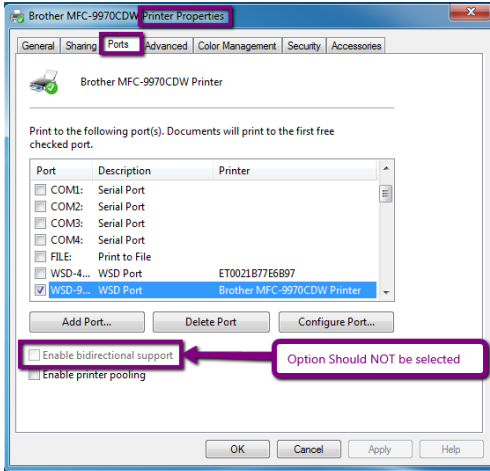 Brother MFC-9970CDW Printer Properties
General Sharing Ports Advanced Color Management Security Accessories
Brother MFC-9970CDW Printer
Print to the following port(s). Documents will print to the first free
checked port.
Port Description Printer
COM1: Serial Port
COM2: Serial Port
COM3: Serial Port
COM4: Serial Port
FILE: Print to File
WSD-4... WSD Port ET0021B77E6B97
WSD-9... WSD Port Brother MFC-9970CDW Printer
Add Port... Delete Port Configure Port...
Enable bidirectional support
Option Should NOT be selected
Enable printer pooling
OK Cancel Apply Help